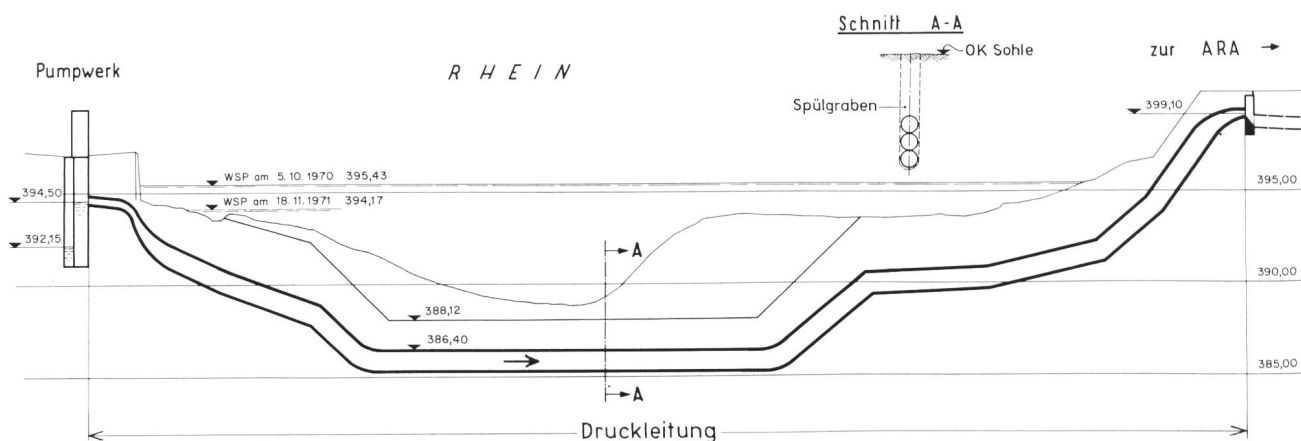 Schnitt A-A
OK Sohle
zur ARA →
Pumpwerk
RHEIN
Spülgraben
399,10
WSP am 5.10.1970 395,43
394,50
395,00
WSP am 18.11.1971 394,17
392,15
A
390,00
388,12
386,40
385,00
A
Druckleitung